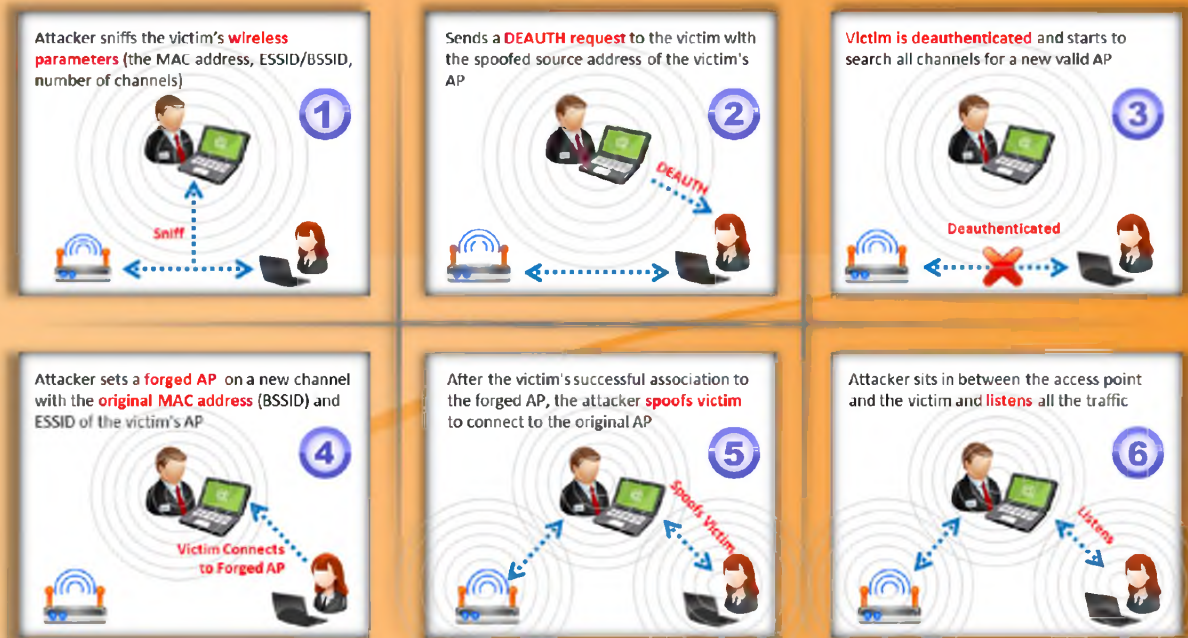 Attacker sniffs the victim's wireless
parameters (the MAC address, ESSID/BSSID,
number of channels)
1
Sniff
Sends a DEAUTH request to the victim with
the spoofed source address of the victim's
AP
2
DEAUTH
Victim is deauthenticated and starts to
search all channels for a new valid AP
3
Deauthenticated
Attacker sets a forged AP on a new channel
with the original MAC address (BSSID) and
ESSID of the victim's AP
4
Victim Connects
to Forged AP
After the victim's successful association to
the forged AP, the attacker spoofs victim
to connect to the original AP
5
Spoofs Victim
Attacker sits in between the access point
and the victim and listens all the traffic
6
Listens